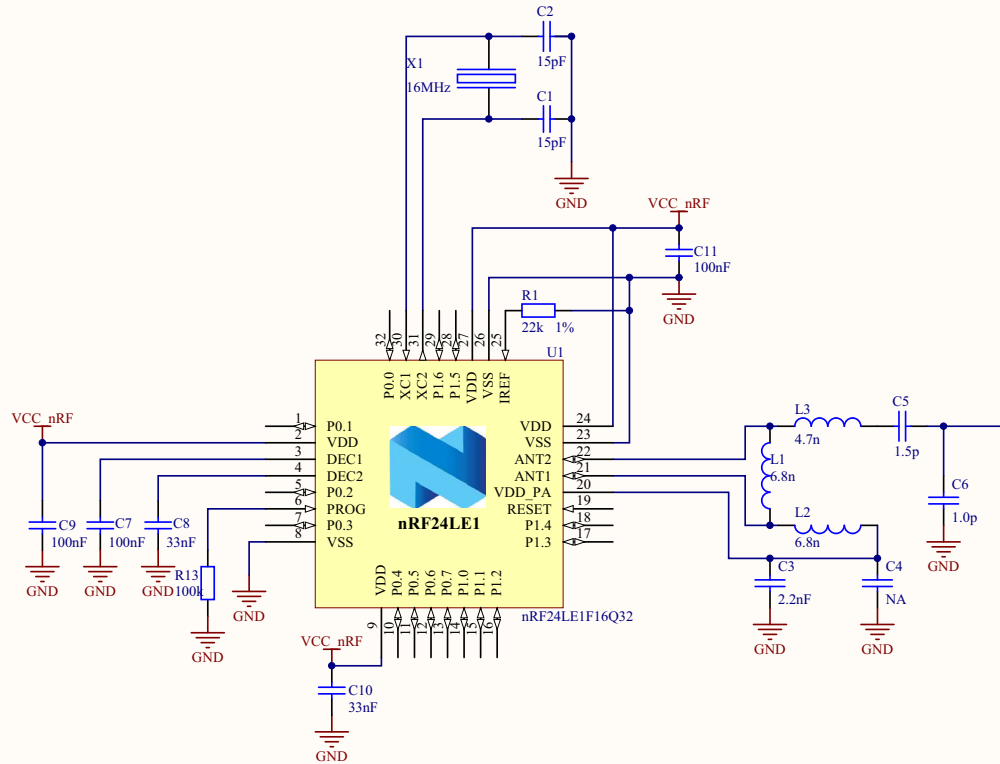 C2
15pF
X1
16MHz
C1
15pF
GND
VCC_nRF
C11
100nF
GND
R1
22k 1%
32
30
31
29
28
27
26
25
U1
P0.0
XC1
XC2
P1.6
P1.5
VDD
VSS
IREF
VCC_nRF
1 P0.1
2 VDD
3 DEC1
4 DEC2
5 P0.2
6 PROG
7 P0.3
8 VSS
nRF24LE1
VDD 24
VSS 23
ANT2 22
ANT1 21
VDD_PA 20
RESET 19
P1.4 18
P1.3 17
L3
4.7n
C5
1.5p
L1
6.8n
L2
6.8n
C6
1.0p
GND
C9
100nF
GND
C7
100nF
GND
C8
33nF
GND
R13
100k
GND
GND
VDD
P0.4
P0.5
P0.6
P0.7
P1.0
P1.1
P1.2
9
10
11
12
13
14
15
16
nRF24LE1F16Q32
C3
2.2nF
GND
C4
NA
GND
VCC_nRF
C10
33nF
GND